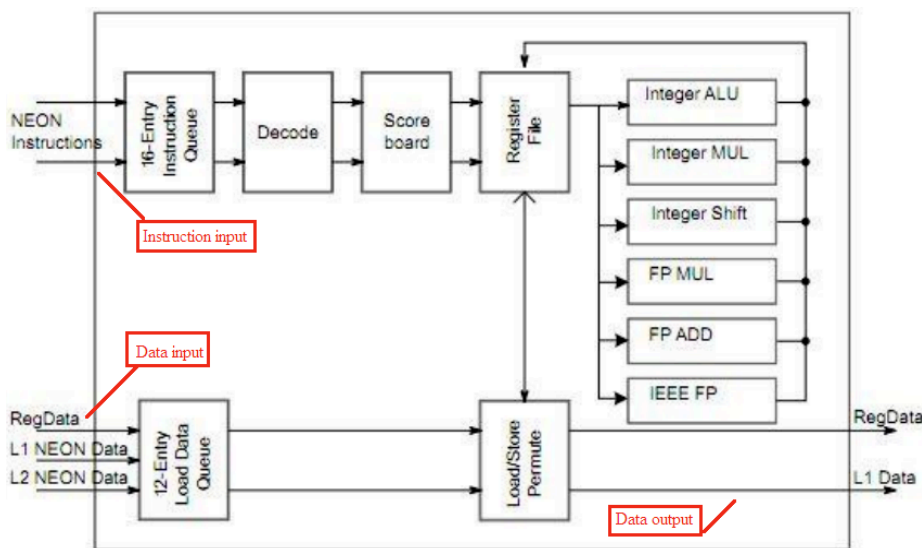 NEON
Instructions
16-Entry
Instruction
Queue
Decode
Score
board
Register
File
Integer ALU
Integer MUL
Integer Shift
FP MUL
FP ADD
IEEE FP
Instruction input
Data input
RegData
L1 NEON Data
L2 NEON Data
12-Entry
Load Data
Queue
Load/Store
Permute
RegData
L1 Data
Data output